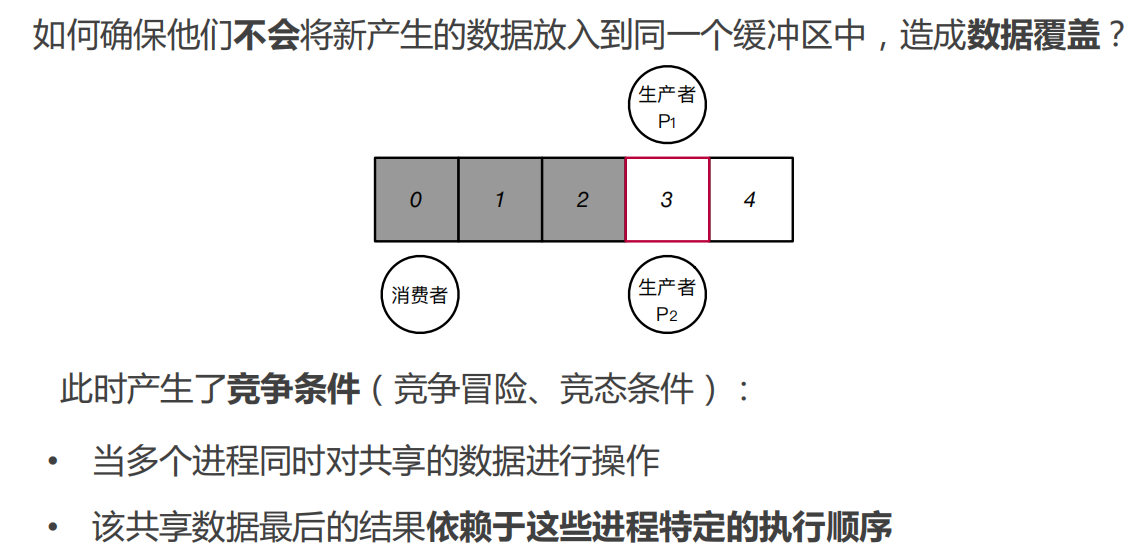 如何确保他们不会将新产生的数据放入到同一个缓冲区中，造成数据覆盖？
生产者
P1
0 1 2 3 4
消费者
生产者
P2
此时产生了竞争条件（竞争冒险、竞态条件）：
• 当多个进程同时对共享的数据进行操作
• 该共享数据最后的结果依赖于这些进程特定的执行顺序